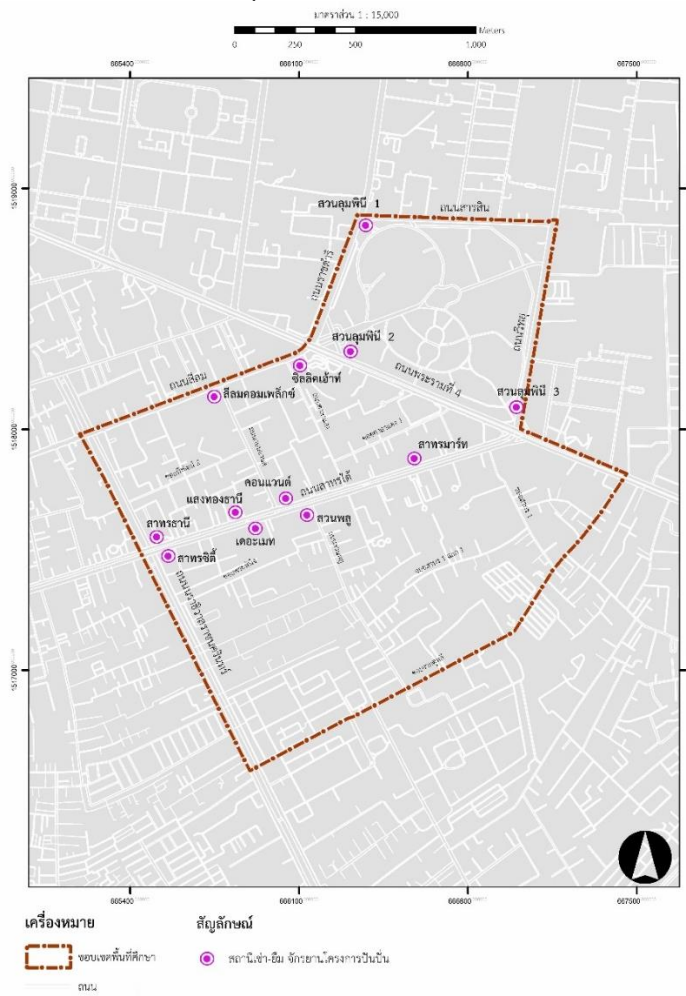 มาตราส่วน 1 : 15,000
Meters
0 250 500 1,000
665400 666100 666800 667500
1519000
สวนลุมพินี 1
ถนนสารสิน
ถนนราชดำริ
ถนนวิทยุ
สวนลุมพินี 2
ถนนพระรามที่ 4
ซิลลิคเฮ้าท์
ถนนสีลม
สีลมคอมเพล็กซ์
สวนลุมพินี 3
1518000
สาทรมาร์ท
คอนแวนต์
ถนนสาทรใต้
แสงทองธานี
สวนพลู
เดอะเมท
สาทรธานี
สาทรซิตี้
ถนนนราธิวาสราชนครินทร์
1517000
665400 666100 666800 667500
เครื่องหมาย
สัญลักษณ์
ขอบเขตพื้นที่ศึกษา
สถานีเช่า-ยืม จักรยานโครงการปันปั่น
ถนน